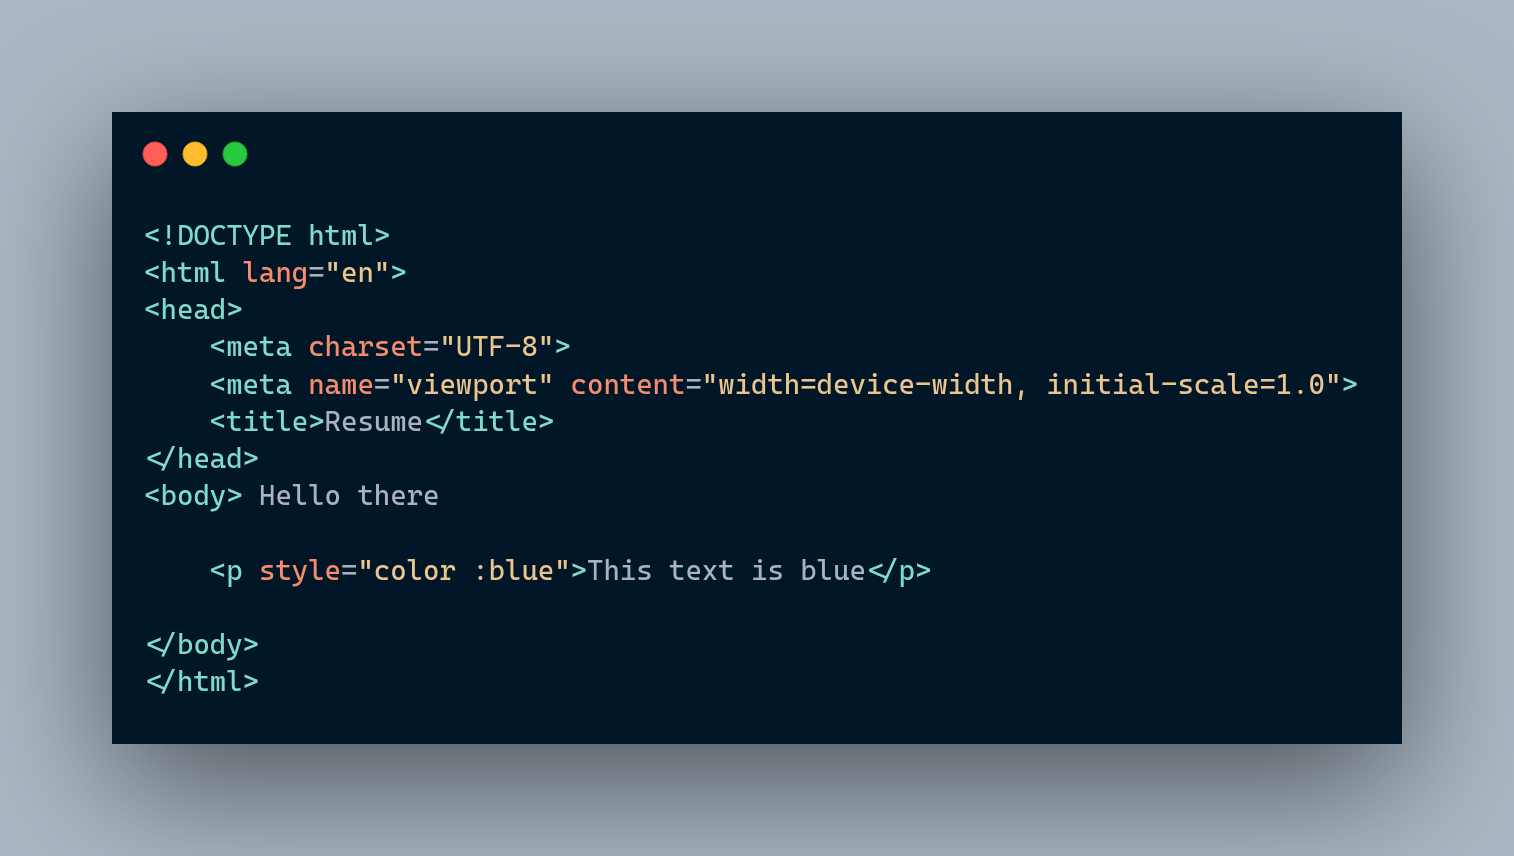 <!DOCTYPE html>
<html lang="en">
<head>
    <meta charset="UTF-8">
    <meta name="viewport" content="width=device-width, initial-scale=1.0">
    <title>Resume</title>
</head>
<body> Hello there

    <p style="color :blue">This text is blue</p>

</body>
</html>